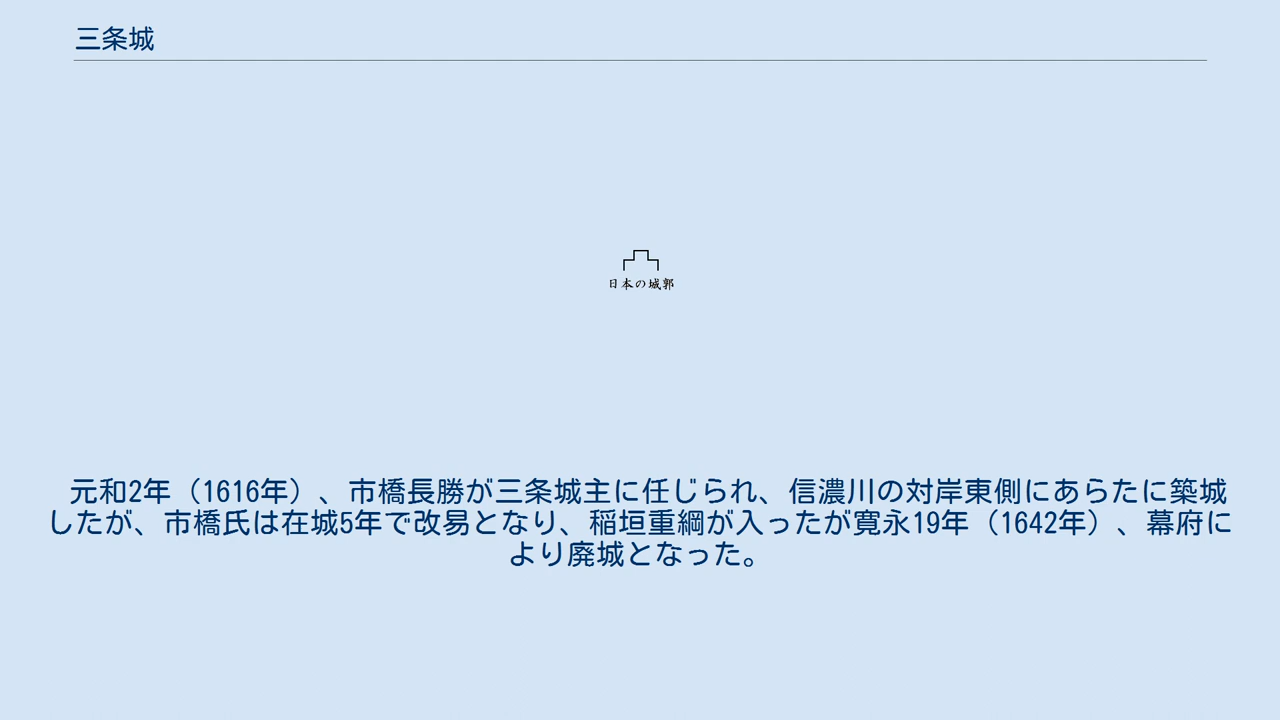 三条城
日本の城郭
元和2年（1616年）、市橋長勝が三条城主に任じられ、信濃川の対岸東側にあらたに築城
したが、市橋氏は在城5年で改易となり、稲垣重綱が入ったが寛永19年（1642年）、幕府に
より廃城となった。